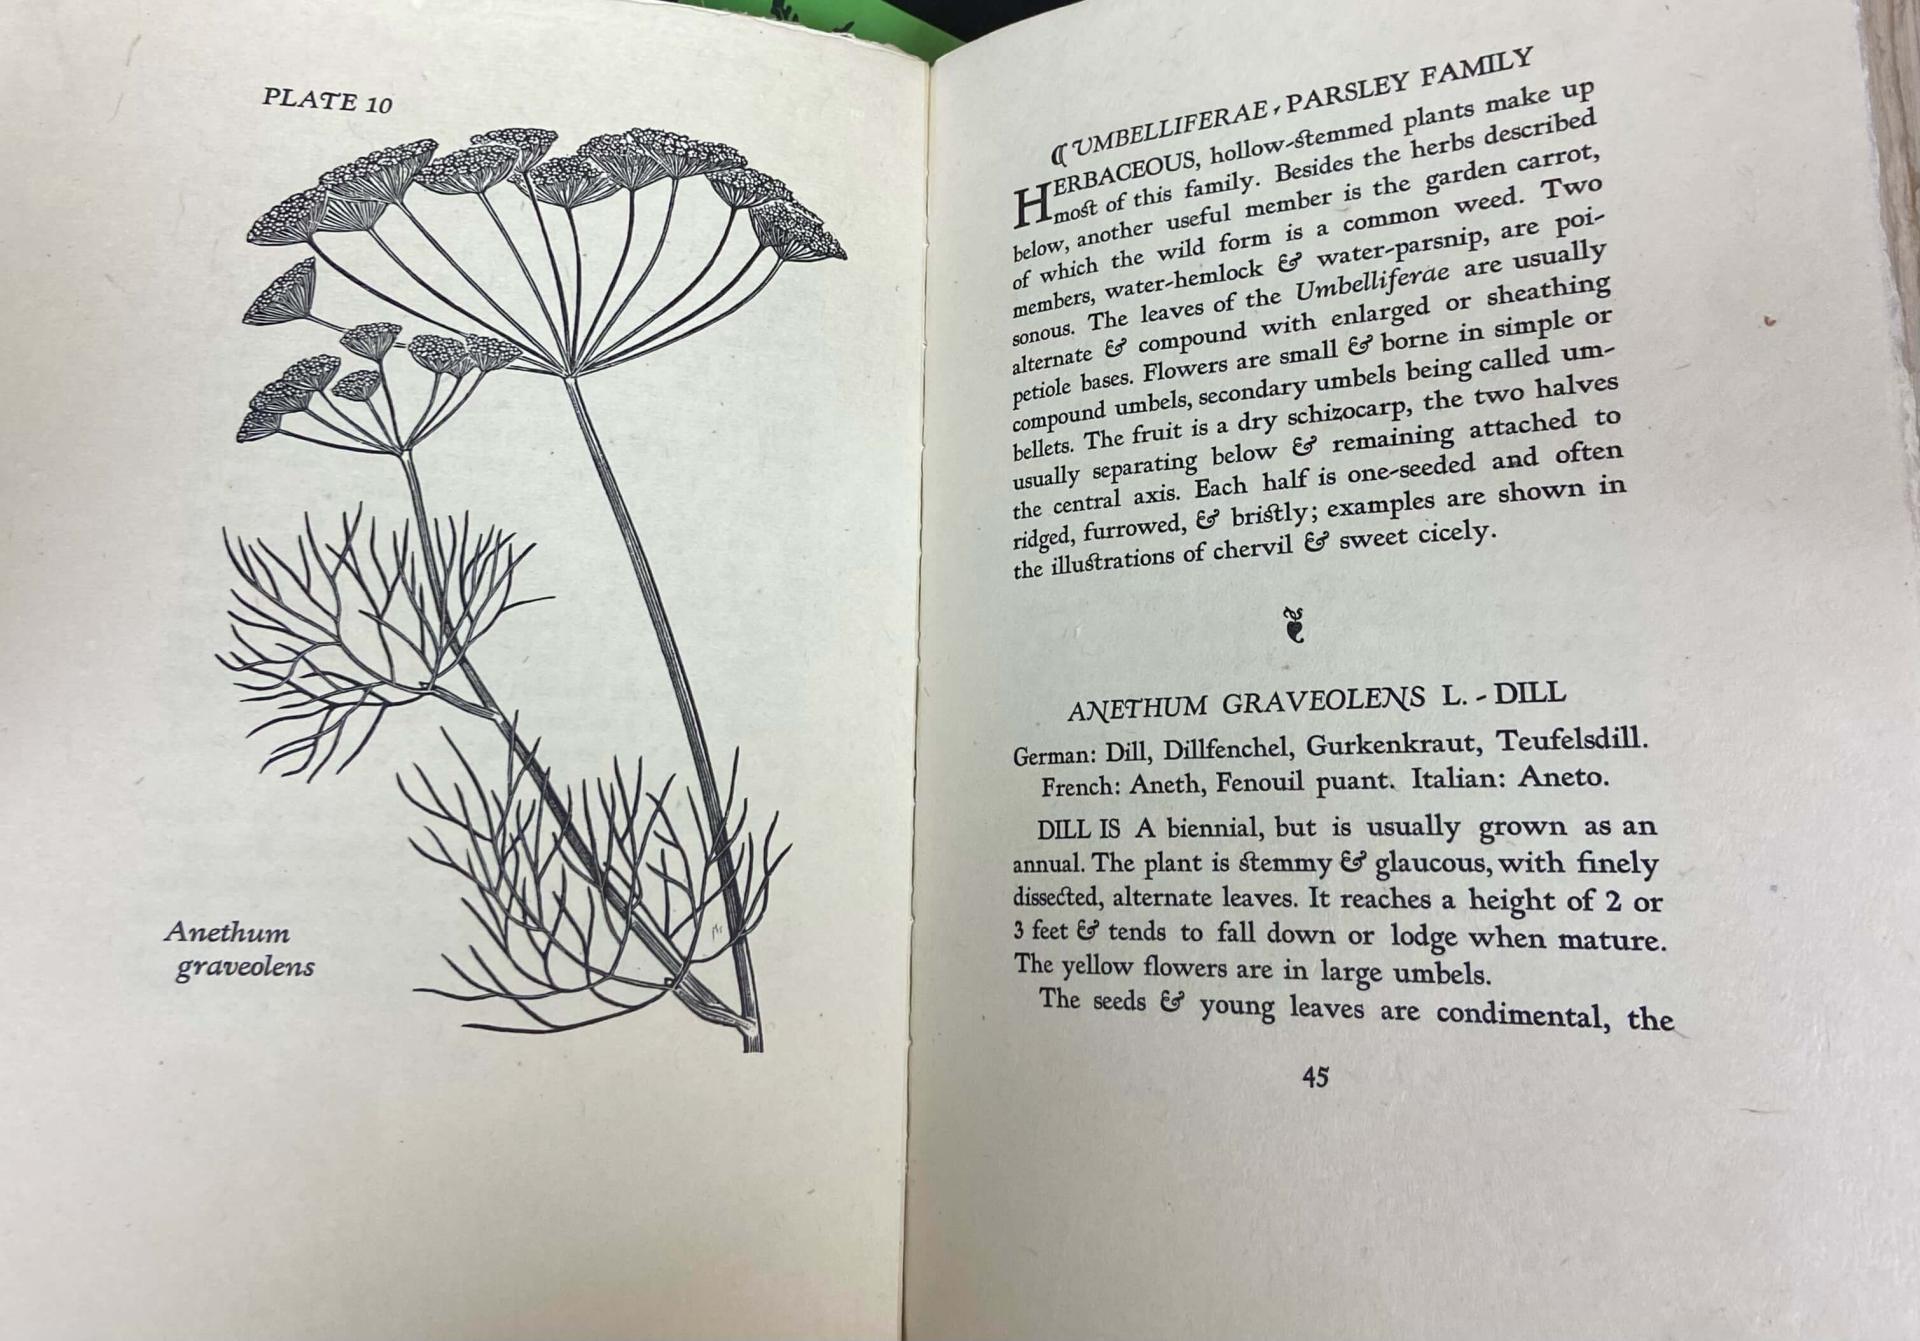 PLATE 10
Anethum
graveolens
⸿ UMBELLIFERAE, PARSLEY FAMILY
HERBACEOUS, hollow-stemmed plants make up
most of this family. Besides the herbs described
below, another useful member is the garden carrot,
of which the wild form is a common weed. Two
members, water-hemlock & water-parsnip, are poi-
sonous. The leaves of the Umbelliferae are usually
alternate & compound with enlarged or sheathing
petiole bases. Flowers are small & borne in simple or
compound umbels, secondary umbels being called um-
bellets. The fruit is a dry schizocarp, the two halves
usually separating below & remaining attached to
the central axis. Each half is one-seeded and often
ridged, furrowed, & bristly; examples are shown in
the illustrations of chervil & sweet cicely.
ANETHUM GRAVEOLENS L. - DILL
German: Dill, Dillfenchel, Gurkenkraut, Teufelsdill.
French: Aneth, Fenouil puant. Italian: Aneto.
DILL IS A biennial, but is usually grown as an
annual. The plant is stemmy & glaucous, with finely
dissected, alternate leaves. It reaches a height of 2 or
3 feet & tends to fall down or lodge when mature.
The yellow flowers are in large umbels.
The seeds & young leaves are condimental, the
45